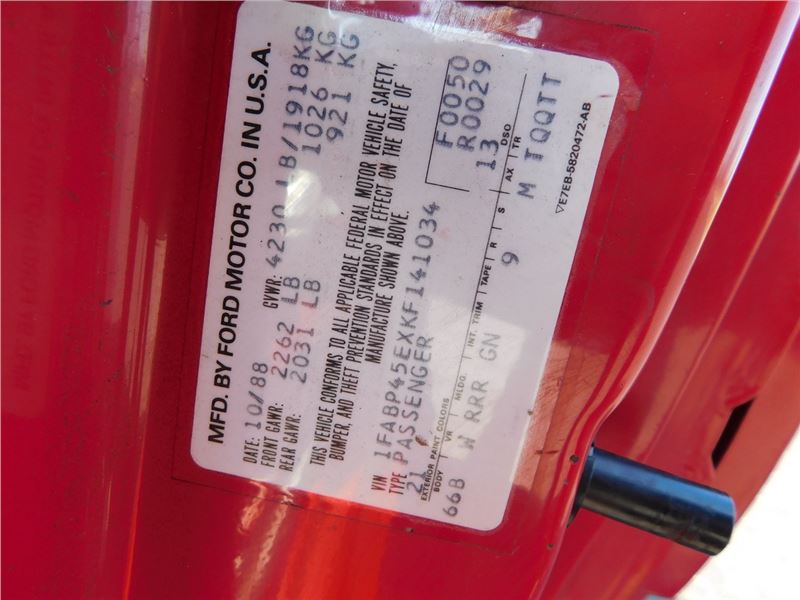 MFD. BY FORD MOTOR CO. IN U.S.A.
DATE: 10/88 GVWR: 4230 LB/1918KG
FRONT GAWR: 2262 LB 1026 KG
REAR GAWR: 2031 LB 921 KG
THIS VEHICLE CONFORMS TO ALL APPLICABLE FEDERAL MOTOR VEHICLE SAFETY,
BUMPER, AND THEFT PREVENTION STANDARDS IN EFFECT ON THE DATE OF
MANUFACTURE SHOWN ABOVE.
VIN 1FABP45EXKF141034 F0050
TYPE PASSENGER R0029
21 13
EXTERIOR PAINT COLORS DSO
BODY VR MLDG. INT. TRIM TAPE R S AX TR
66B W RRR GN 9 M TQQTT
▽E7EB-5820472-AB